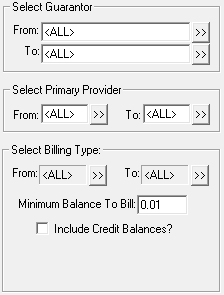 Select Guarantor
From: <ALL> >>
To: <ALL> >>
Select Primary Provider
From: <ALL> >> To: <ALL> >>
Select Billing Type:
From: <ALL> >> To: <ALL> >>
Minimum Balance To Bill: 0.01
Include Credit Balances?